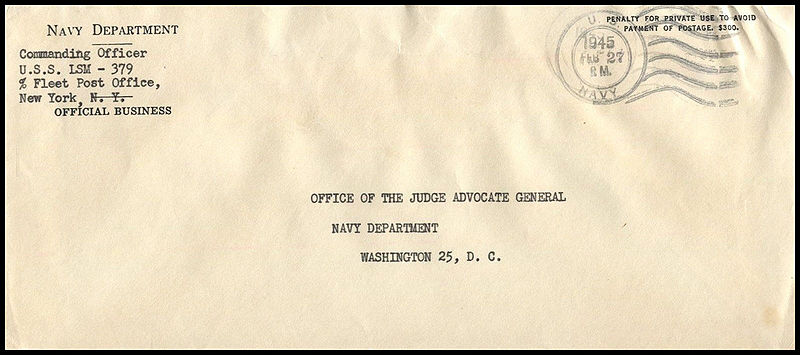 NAVY DEPARTMENT
Commanding Officer
U.S.S. LSM - 379
% Fleet Post Office,
New York, N. Y.
OFFICIAL BUSINESS
U. S.
1945
FEB 27
P.M.
NAVY
PENALTY FOR PRIVATE USE TO AVOID
PAYMENT OF POSTAGE, $300.
OFFICE OF THE JUDGE ADVOCATE GENERAL
NAVY DEPARTMENT
WASHINGTON 25, D. C.